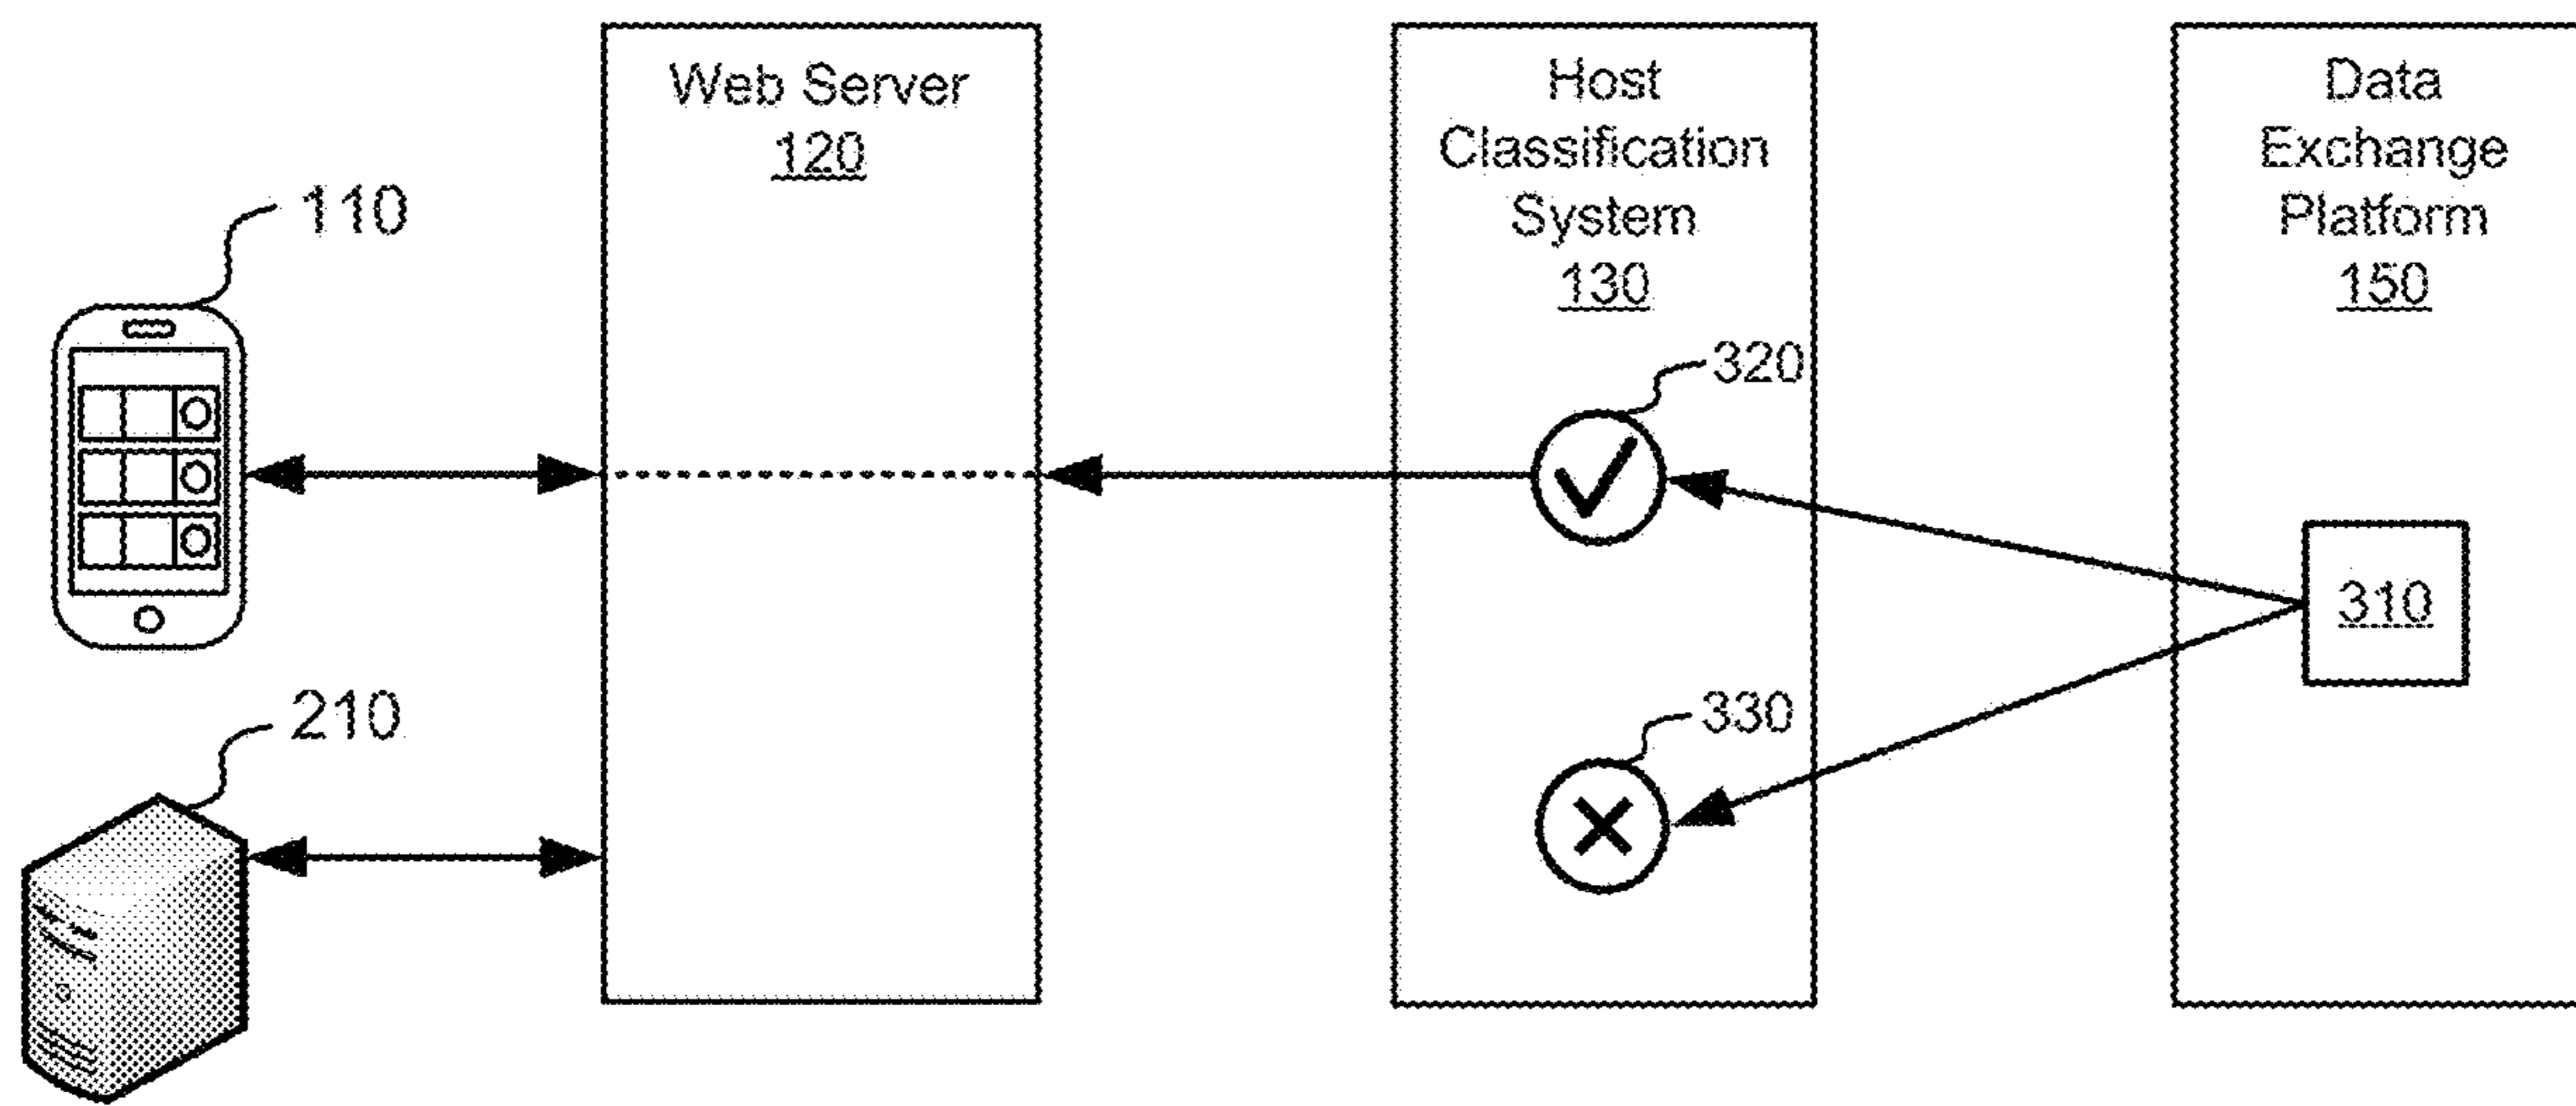 Web Server
120
Host
Classification
System
130
Data
Exchange
Platform
150
110
320
310
210
330